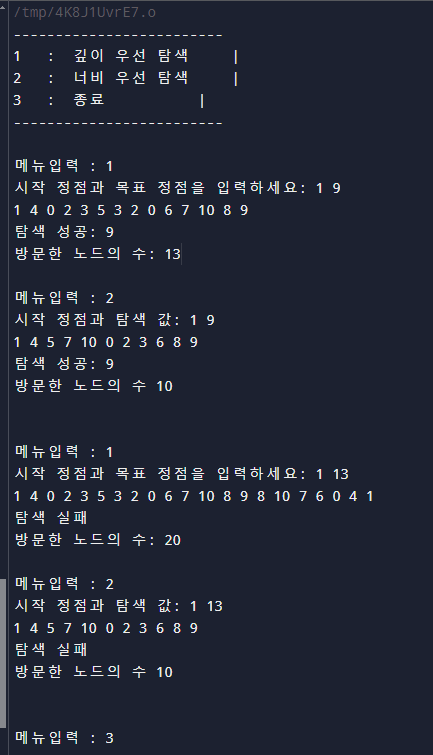 /tmp/4K8J1UvrE7.o
-------------------------
1 : 깊이 우선 탐색 |
2 : 너비 우선 탐색 |
3 : 종료 |
-------------------------
메뉴입력 : 1
시작 정점과 목표 정점을 입력하세요: 1 9
1 4 0 2 3 5 3 2 0 6 7 10 8 9
탐색 성공: 9
방문한 노드의 수: 13
메뉴입력 : 2
시작 정점과 탐색 값: 1 9
1 4 5 7 10 0 2 3 6 8 9
탐색 성공: 9
방문한 노드의 수 10
메뉴입력 : 1
시작 정점과 목표 정점을 입력하세요: 1 13
1 4 0 2 3 5 3 2 0 6 7 10 8 9 8 10 7 6 0 4 1
탐색 실패
방문한 노드의 수: 20
메뉴입력 : 2
시작 정점과 탐색 값: 1 13
1 4 5 7 10 0 2 3 6 8 9
탐색 실패
방문한 노드의 수 10
메뉴입력 : 3